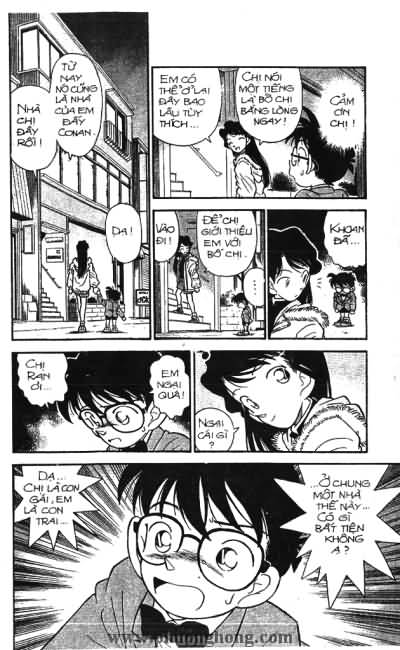 TỪ
NAY
NÓ CŨNG
LÀ NHÀ
CỦA EM
ĐẤY
CONAN.
NHÀ
CHỊ
ĐÂY
RỒI!
DẠ!
EM CÓ
THỂ Ở LẠI
ĐÂY BAO
LÂU TÙY
THÍCH...
CHỊ NÓI
MỘT TIẾNG
LÀ BỐ CHỊ
BẰNG LÒNG
NGAY!
CẢM
ƠN
CHỊ!
VÀO
ĐI!
ĐỂ CHỊ
GIỚI THIỆU
EM VỚI
BỐ CHỊ.
...
KHOAN
ĐÃ...
CHỊ
RAN
ƠI...
EM
NGẠI
QUÁ!
NGẠI
CÁI GÌ
?
DẠ...
CHỊ LÀ CON
GÁI, EM
LÀ CON
TRAI...
...Ở CHUNG
MỘT NHÀ
THẾ NÀY...
CÓ GÌ
BẤT TIỆN
KHÔNG
Ạ?
www.phuonghong.com